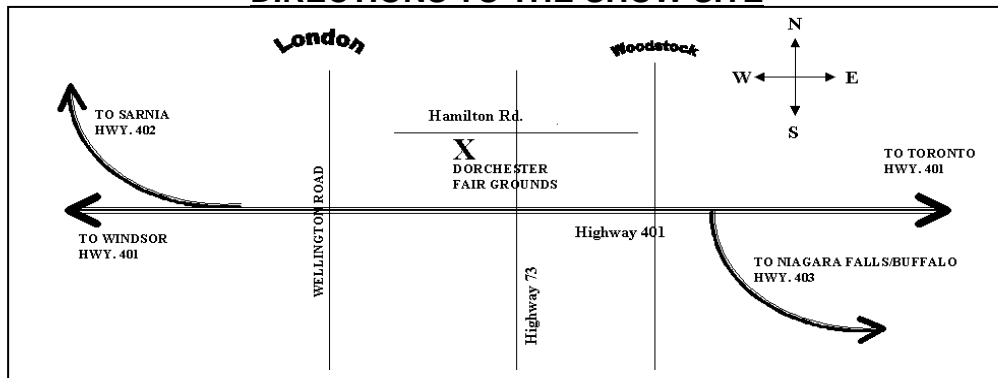 DIRECTIONS TO THE SHOW SITE
London
Woodstock
N
W
E
S
TO SARNIA
HWY. 402
Hamilton Rd.
X
DORCHESTER
FAIR GROUNDS
TO TORONTO
HWY. 401
WELLINGTON ROAD
TO WINDSOR
HWY. 401
Highway 401
Highway 73
TO NIAGARA FALLS/BUFFALO
HWY. 403